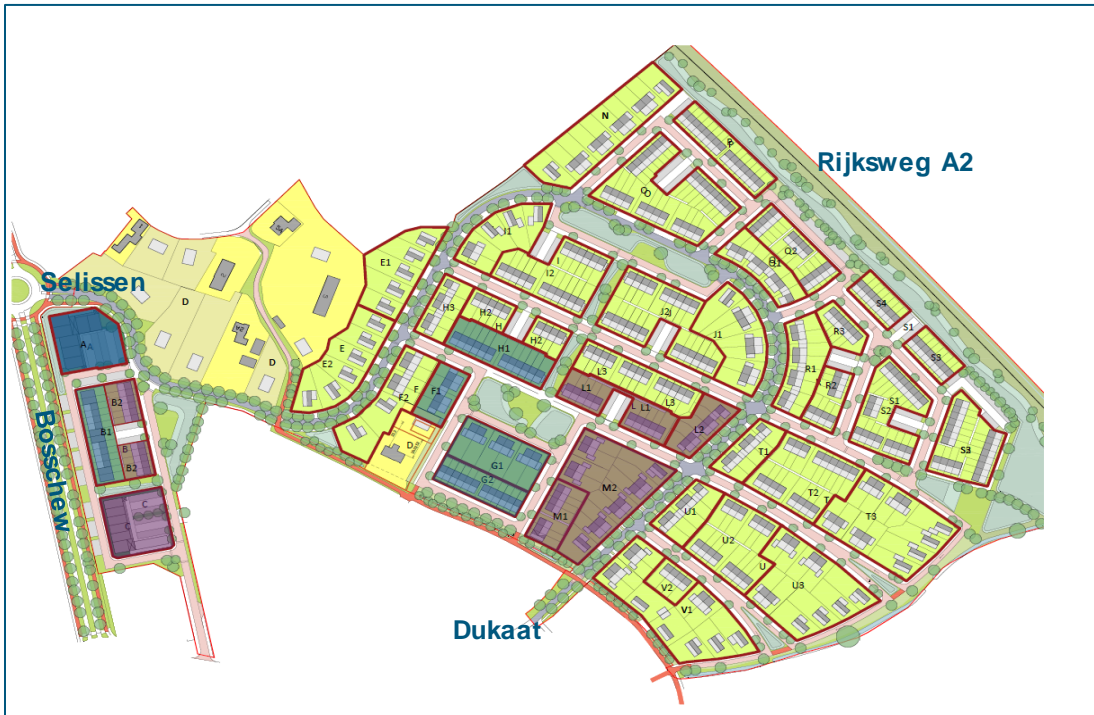 N
P
Rijksweg A2
O
O
J1
E1
I
Q2
Q1
I2
Selissen
D
S4
H3
H2
J2
J1
R3
S1
H
A
A
E
H1
H2
S3
E2
D
L3
R1
F
F1
R2
B2
F2
L1
L1
L3
S1
L
S2
B1
L2
D
B
S3
T1
B2
G1
G2
M2
T2
T
C
C
T3
M1
U1
U2
Bosschew
U
U3
V2
V1
Dukaat